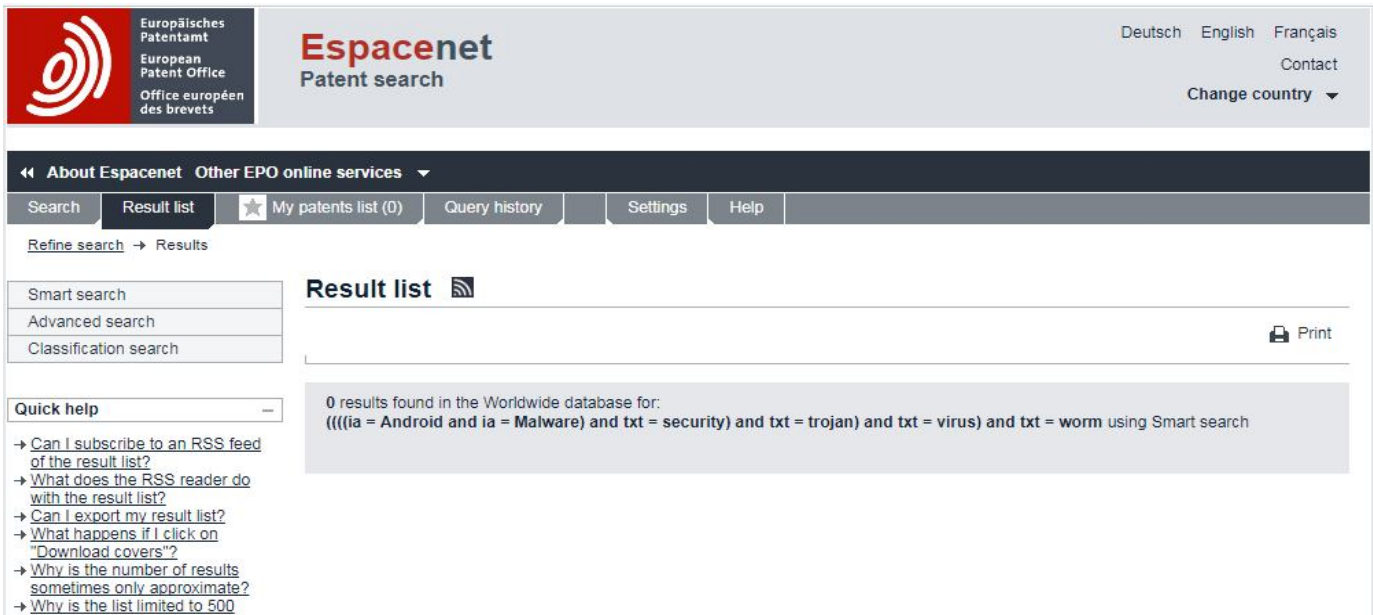 Europäisches
Patentamt
European
Patent Office
Office européen
des brevets
Espacenet
Patent search
Deutsch English Français
Contact
Change country
About Espacenet Other EPO online services
Search Result list My patents list (0) Query history Settings Help
Refine search → Results
Smart search
Advanced search
Classification search
Quick help
→ Can I subscribe to an RSS feed
of the result list?
→ What does the RSS reader do
with the result list?
→ Can I export my result list?
→ What happens if I click on
"Download covers"?
→ Why is the number of results
sometimes only approximate?
→ Why is the list limited to 500
Result list
Print
0 results found in the Worldwide database for:
((((ia = Android and ia = Malware) and txt = security) and txt = trojan) and txt = virus) and txt = worm using Smart search